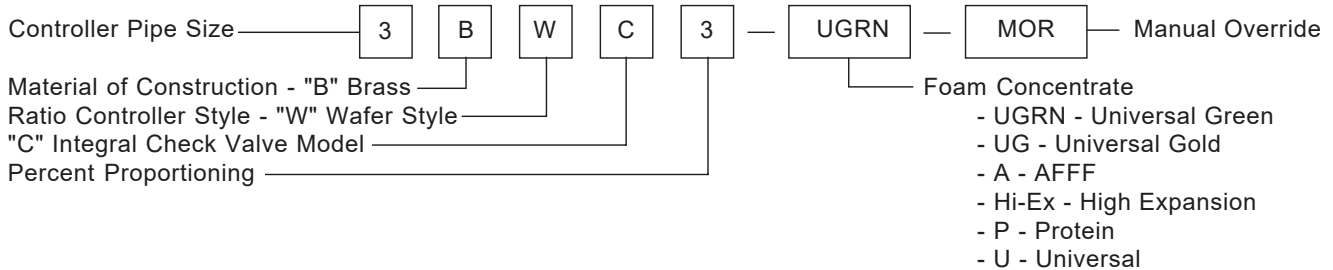 Controller Pipe Size 3 B W C 3 — UGRN — MOR Manual Override
Material of Construction - "B" Brass
Foam Concentrate
Ratio Controller Style - "W" Wafer Style
- UGRN - Universal Green
"C" Integral Check Valve Model
- UG - Universal Gold
Percent Proportioning
- A - AFFF
- Hi-Ex - High Expansion
- P - Protein
- U - Universal